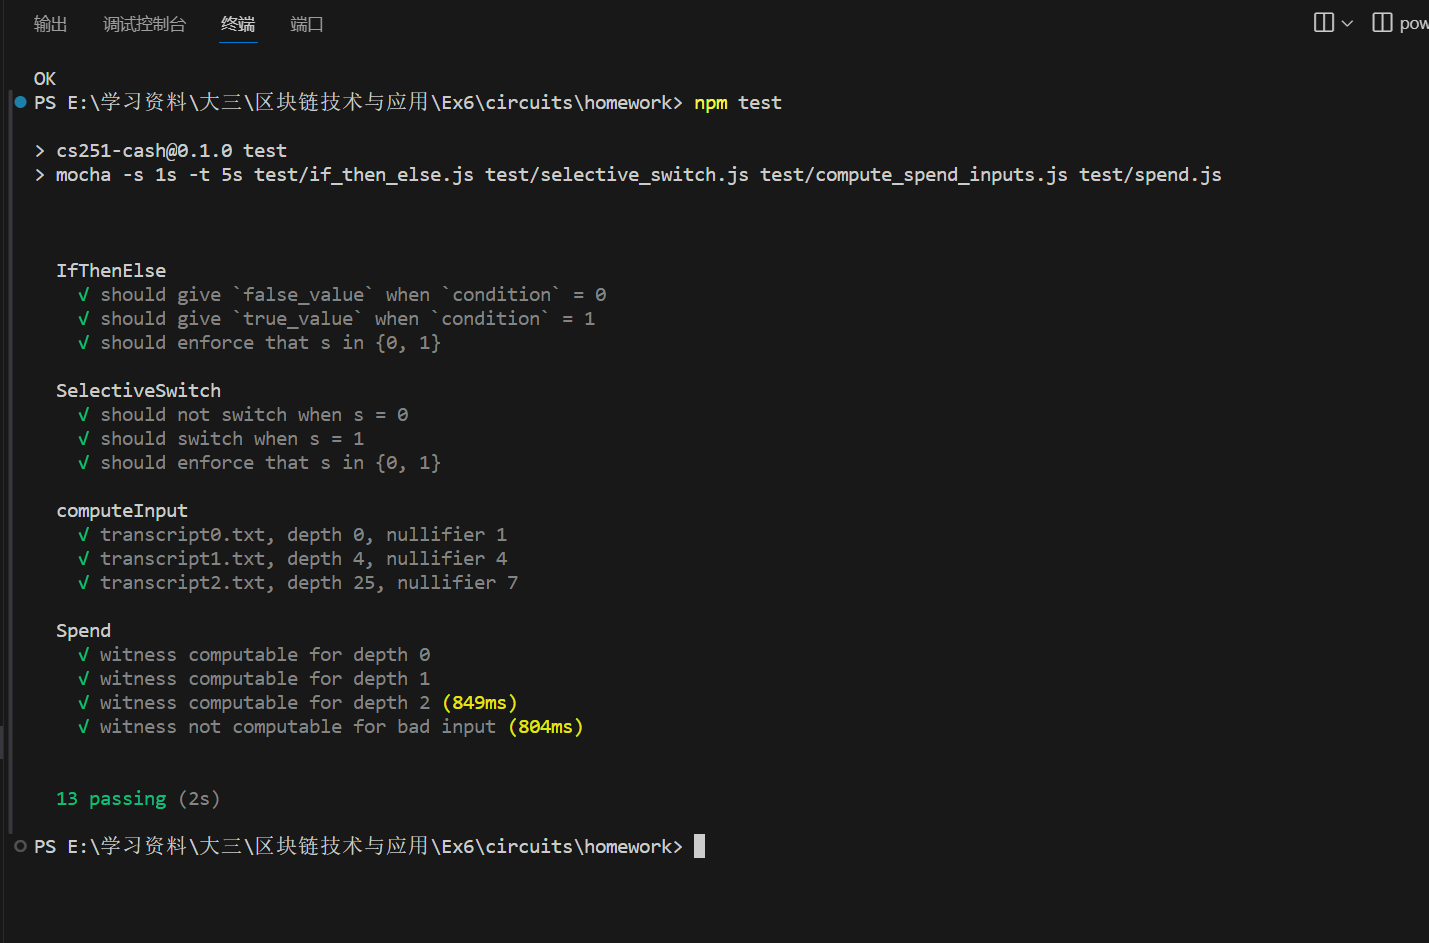 输出 调试控制台 终端 端口 pow
OK
PS E:\学习资料\大三\区块链技术与应用\Ex6\circuits\homework> npm test
> cs251-cash@0.1.0 test
> mocha -s 1s -t 5s test/if_then_else.js test/selective_switch.js test/compute_spend_inputs.js test/spend.js
IfThenElse
√ should give `false_value` when `condition` = 0
√ should give `true_value` when `condition` = 1
√ should enforce that s in {0, 1}
SelectiveSwitch
√ should not switch when s = 0
√ should switch when s = 1
√ should enforce that s in {0, 1}
computeInput
√ transcript0.txt, depth 0, nullifier 1
√ transcript1.txt, depth 4, nullifier 4
√ transcript2.txt, depth 25, nullifier 7
Spend
√ witness computable for depth 0
√ witness computable for depth 1
√ witness computable for depth 2 (849ms)
√ witness not computable for bad input (804ms)
13 passing (2s)
PS E:\学习资料\大三\区块链技术与应用\Ex6\circuits\homework>